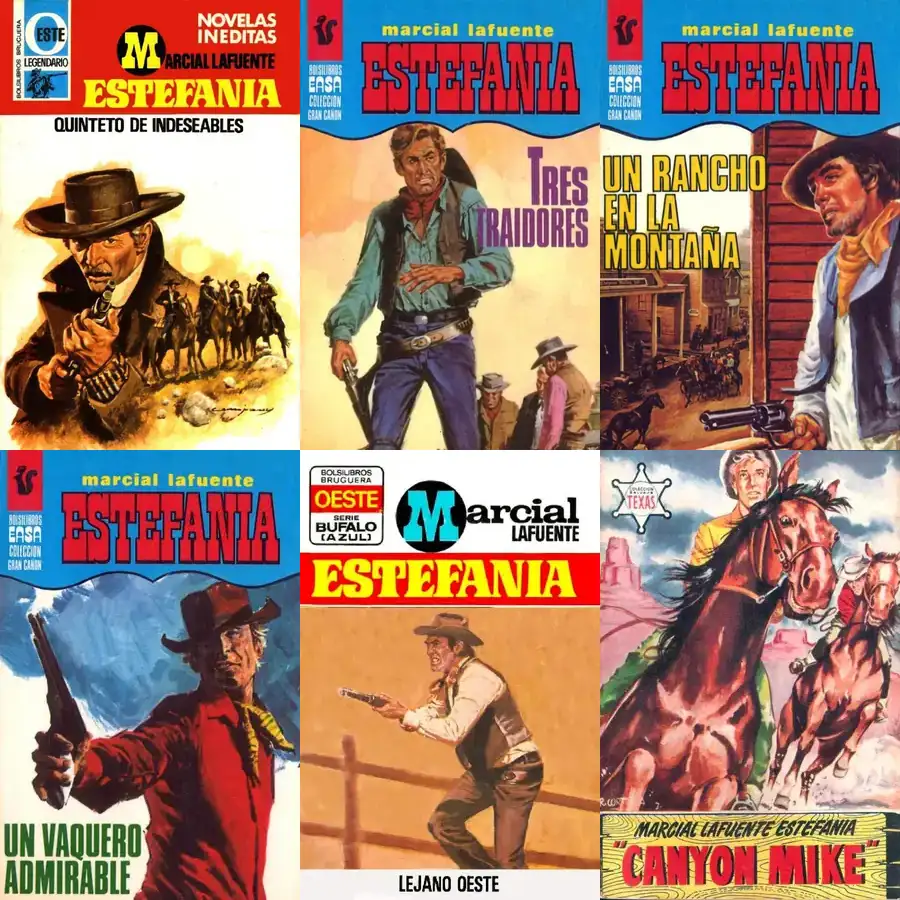 BOLSILIBROS BRUGUERA
OESTE
LEGENDARIO
NOVELAS
INEDITAS
MARCIAL LAFUENTE
ESTEFANIA
QUINTETO DE INDESEABLES
marcial lafuente
ESTEFANIA
BOLSILIBROS
EASA
COLECCION
GRAN CAÑON
TRES
TRAIDORES
marcial lafuente
ESTEFANIA
BOLSILIBROS
EASA
COLECCION
GRAN CAÑON
UN RANCHO
EN LA
MONTAÑA
marcial lafuente
ESTEFANIA
BOLSILIBROS
EASA
COLECCION
GRAN CAÑON
UN VAQUERO
ADMIRABLE
BOLSILIBROS
BRUGUERA
OESTE
SERIE
BUFALO
(AZUL)
Marcial
LAFUENTE
ESTEFANIA
LEJANO OESTE
COLECCION
TEXAS
MARCIAL LAFUENTE ESTEFANIA
"CANYON MIKE"